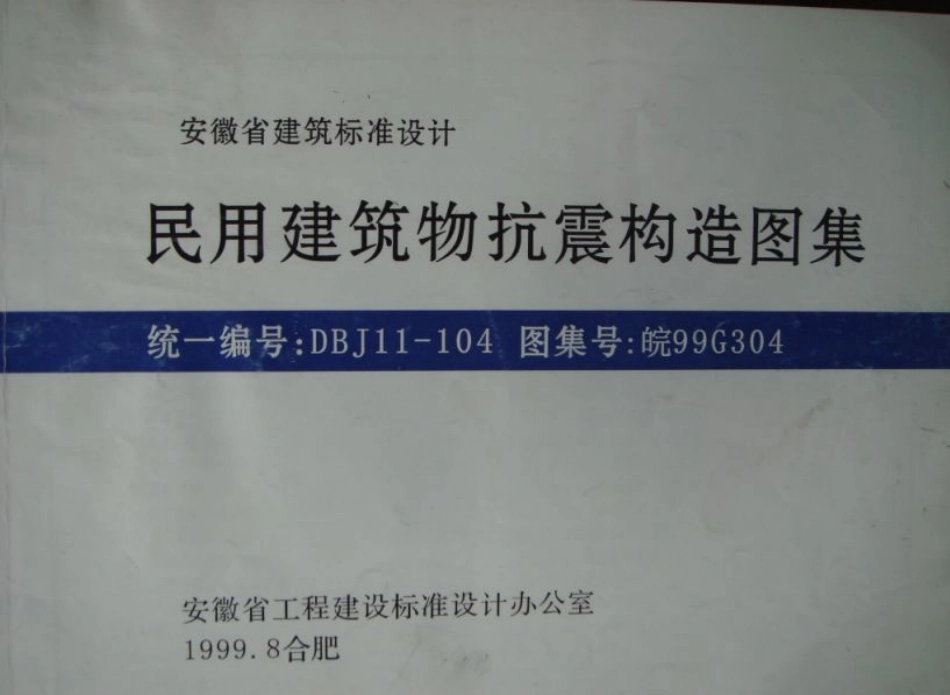 安徽省建筑标准设计
民用建筑物抗震构造图集
统一编号:DBJ11-104 图集号:皖99G304
安徽省工程建设标准设计办公室
1999.8合肥